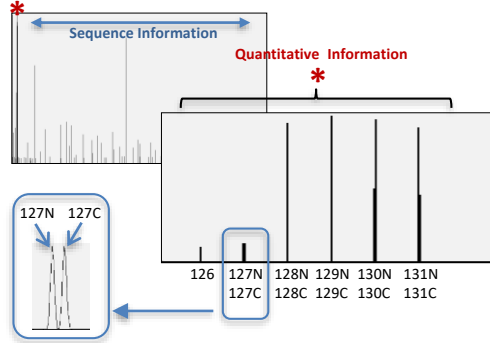 *
Sequence Information
Quantitative Information
*
127N 127C
126 127N 128N 129N 130N 131N
127C 128C 129C 130C 131C